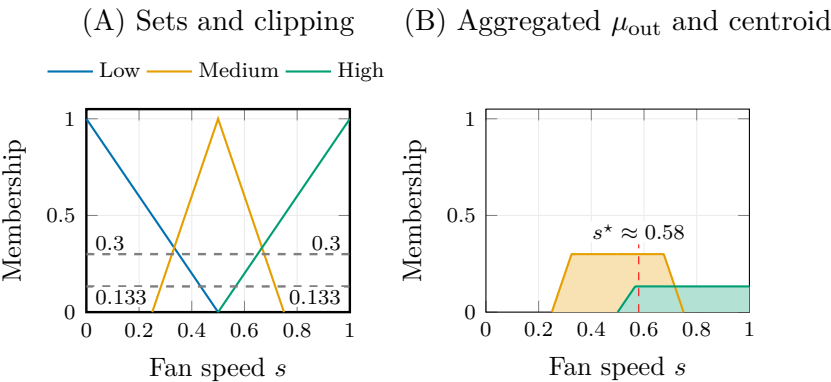 (A) Sets and clipping
Low Medium High
Membership
1
0.5
0
0.3 0.3
0.133 0.133
0 0.2 0.4 0.6 0.8 1
Fan speed s
(B) Aggregated μout and centroid
Membership
1
0.5
0
s⋆ ≈ 0.58
0 0.2 0.4 0.6 0.8 1
Fan speed s